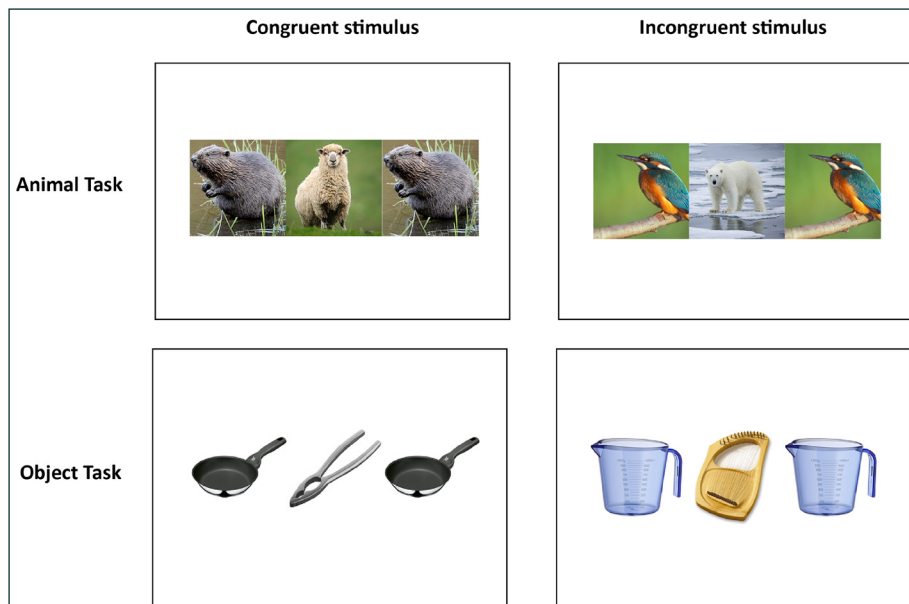 Congruent stimulus
Incongruent stimulus
Animal Task
Object Task